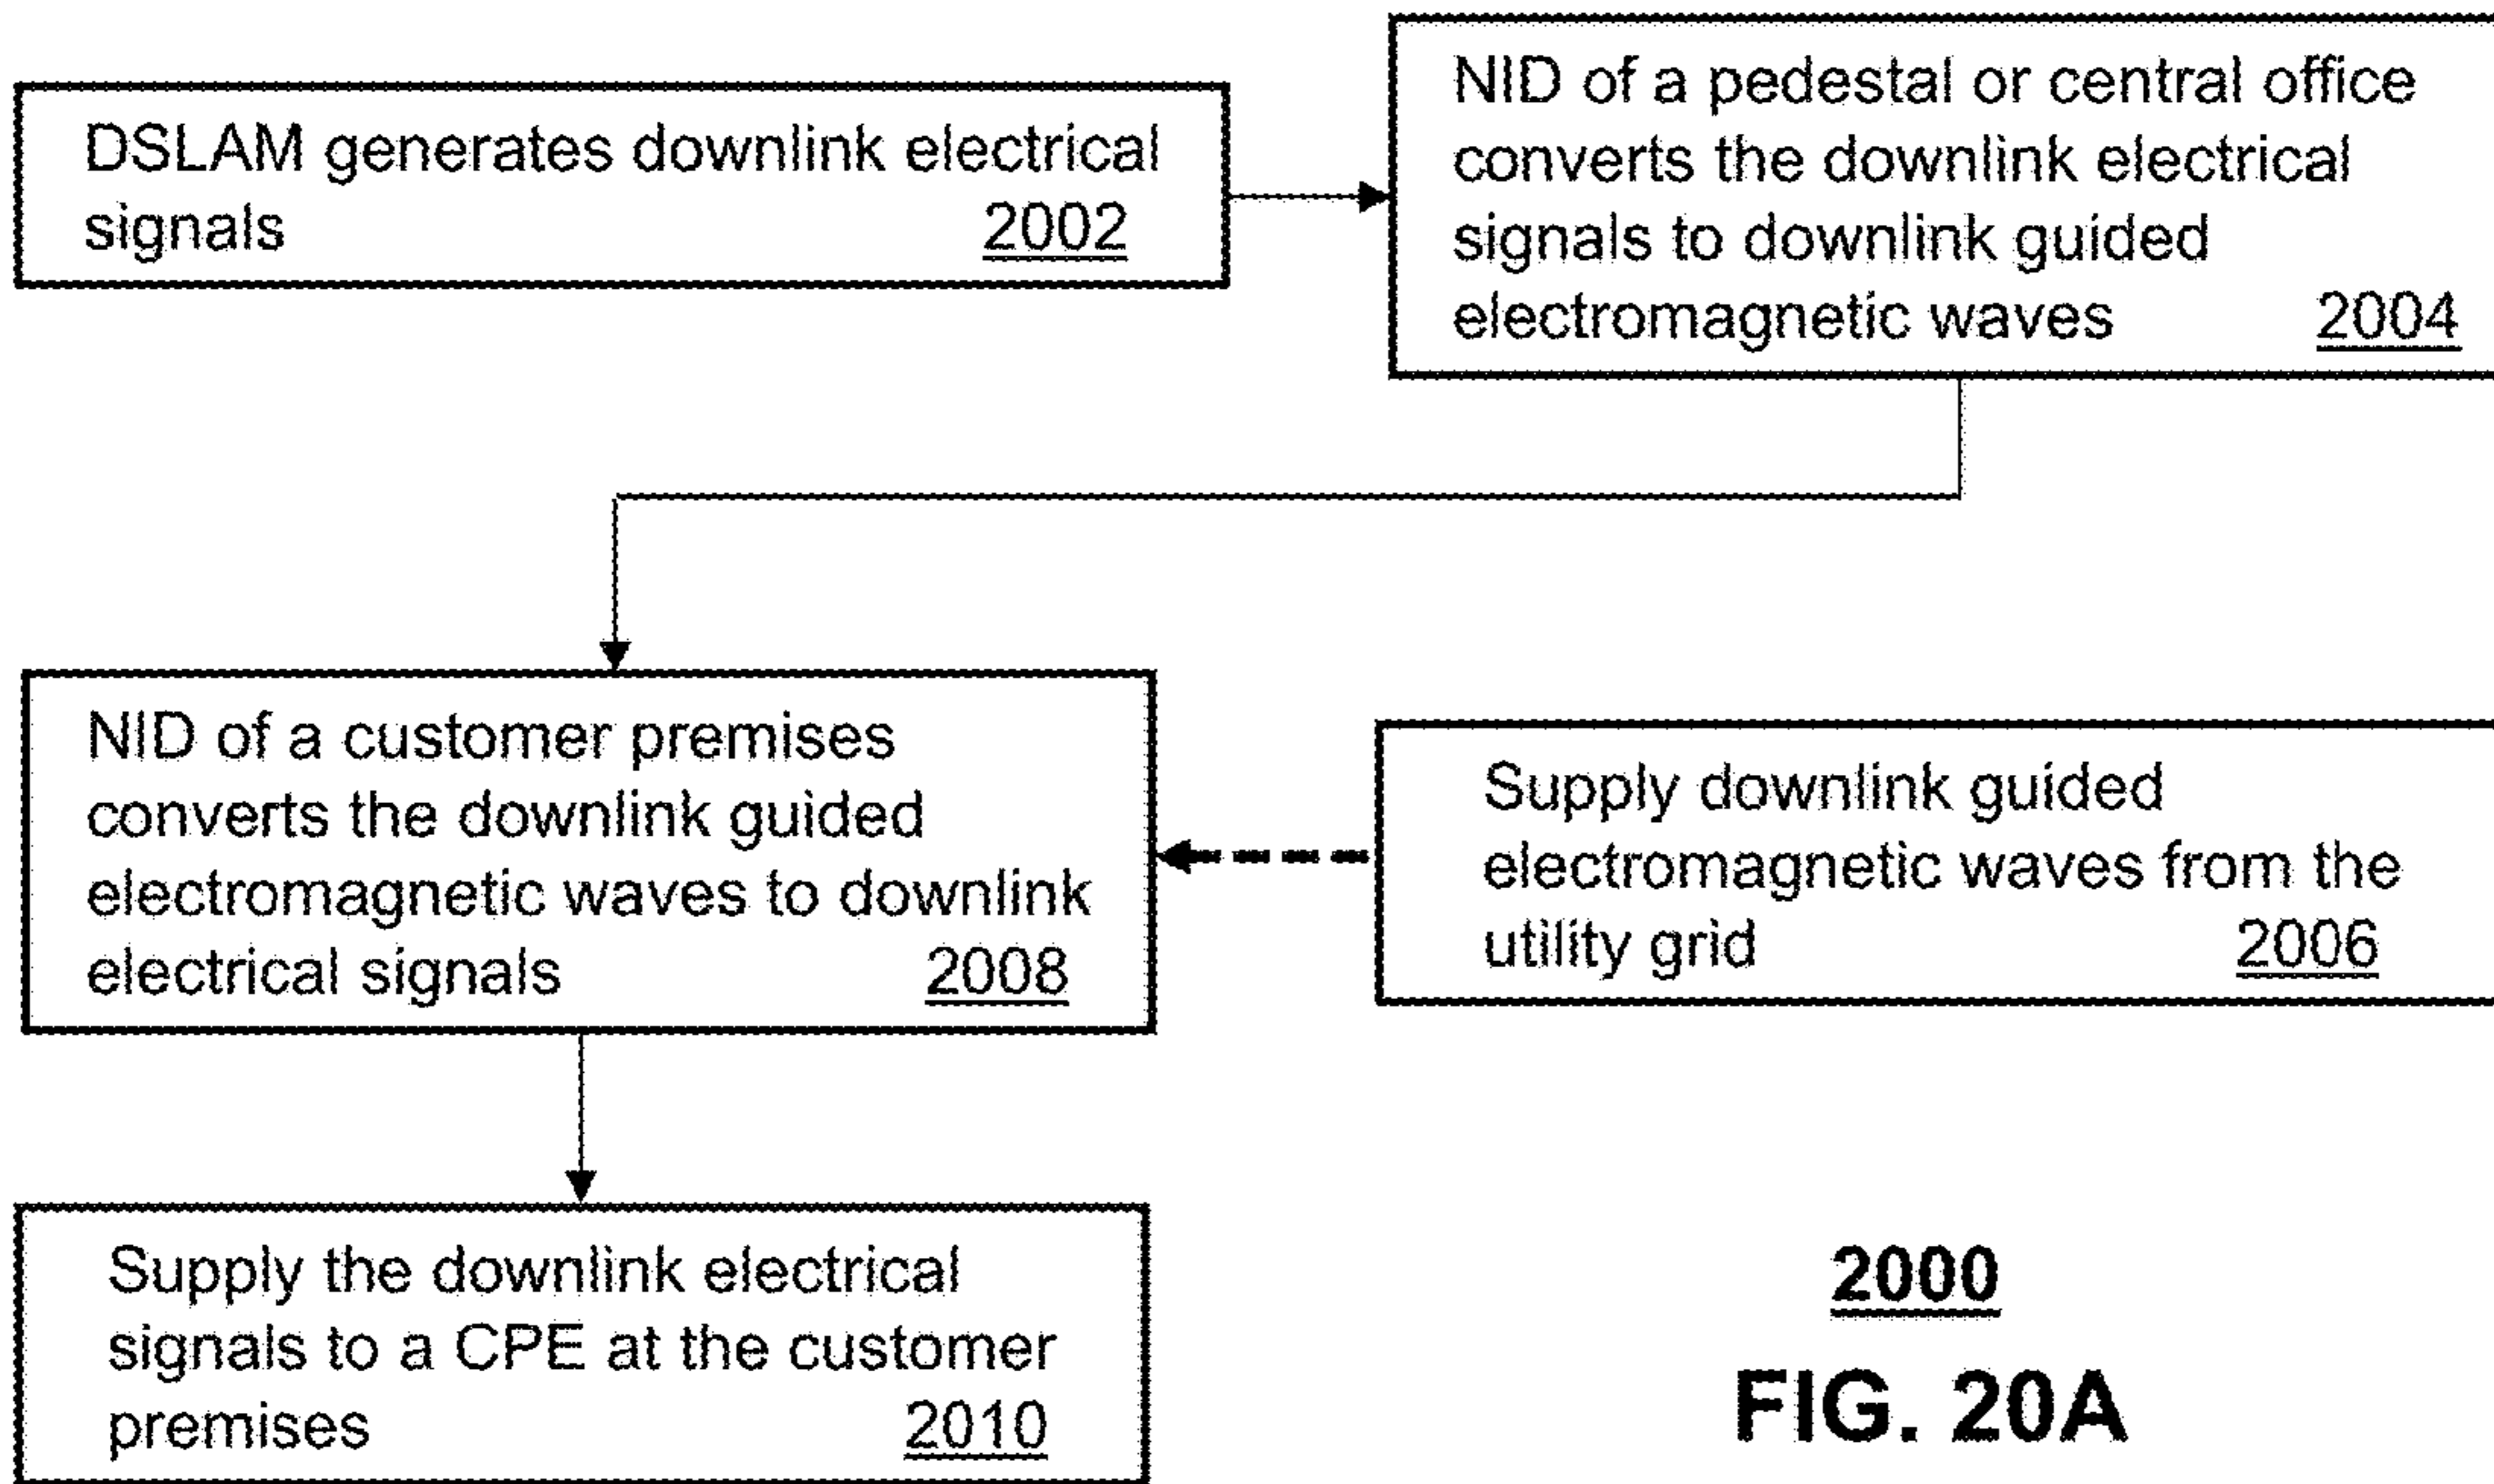 DSLAM generates downlink electrical
signals 2002
NID of a pedestal or central office
converts the downlink electrical
signals to downlink guided
electromagnetic waves 2004
NID of a customer premises
converts the downlink guided
electromagnetic waves to downlink
electrical signals 2008
Supply downlink guided
electromagnetic waves from the
utility grid 2006
Supply the downlink electrical
signals to a CPE at the customer
premises 2010
2000
FIG. 20A